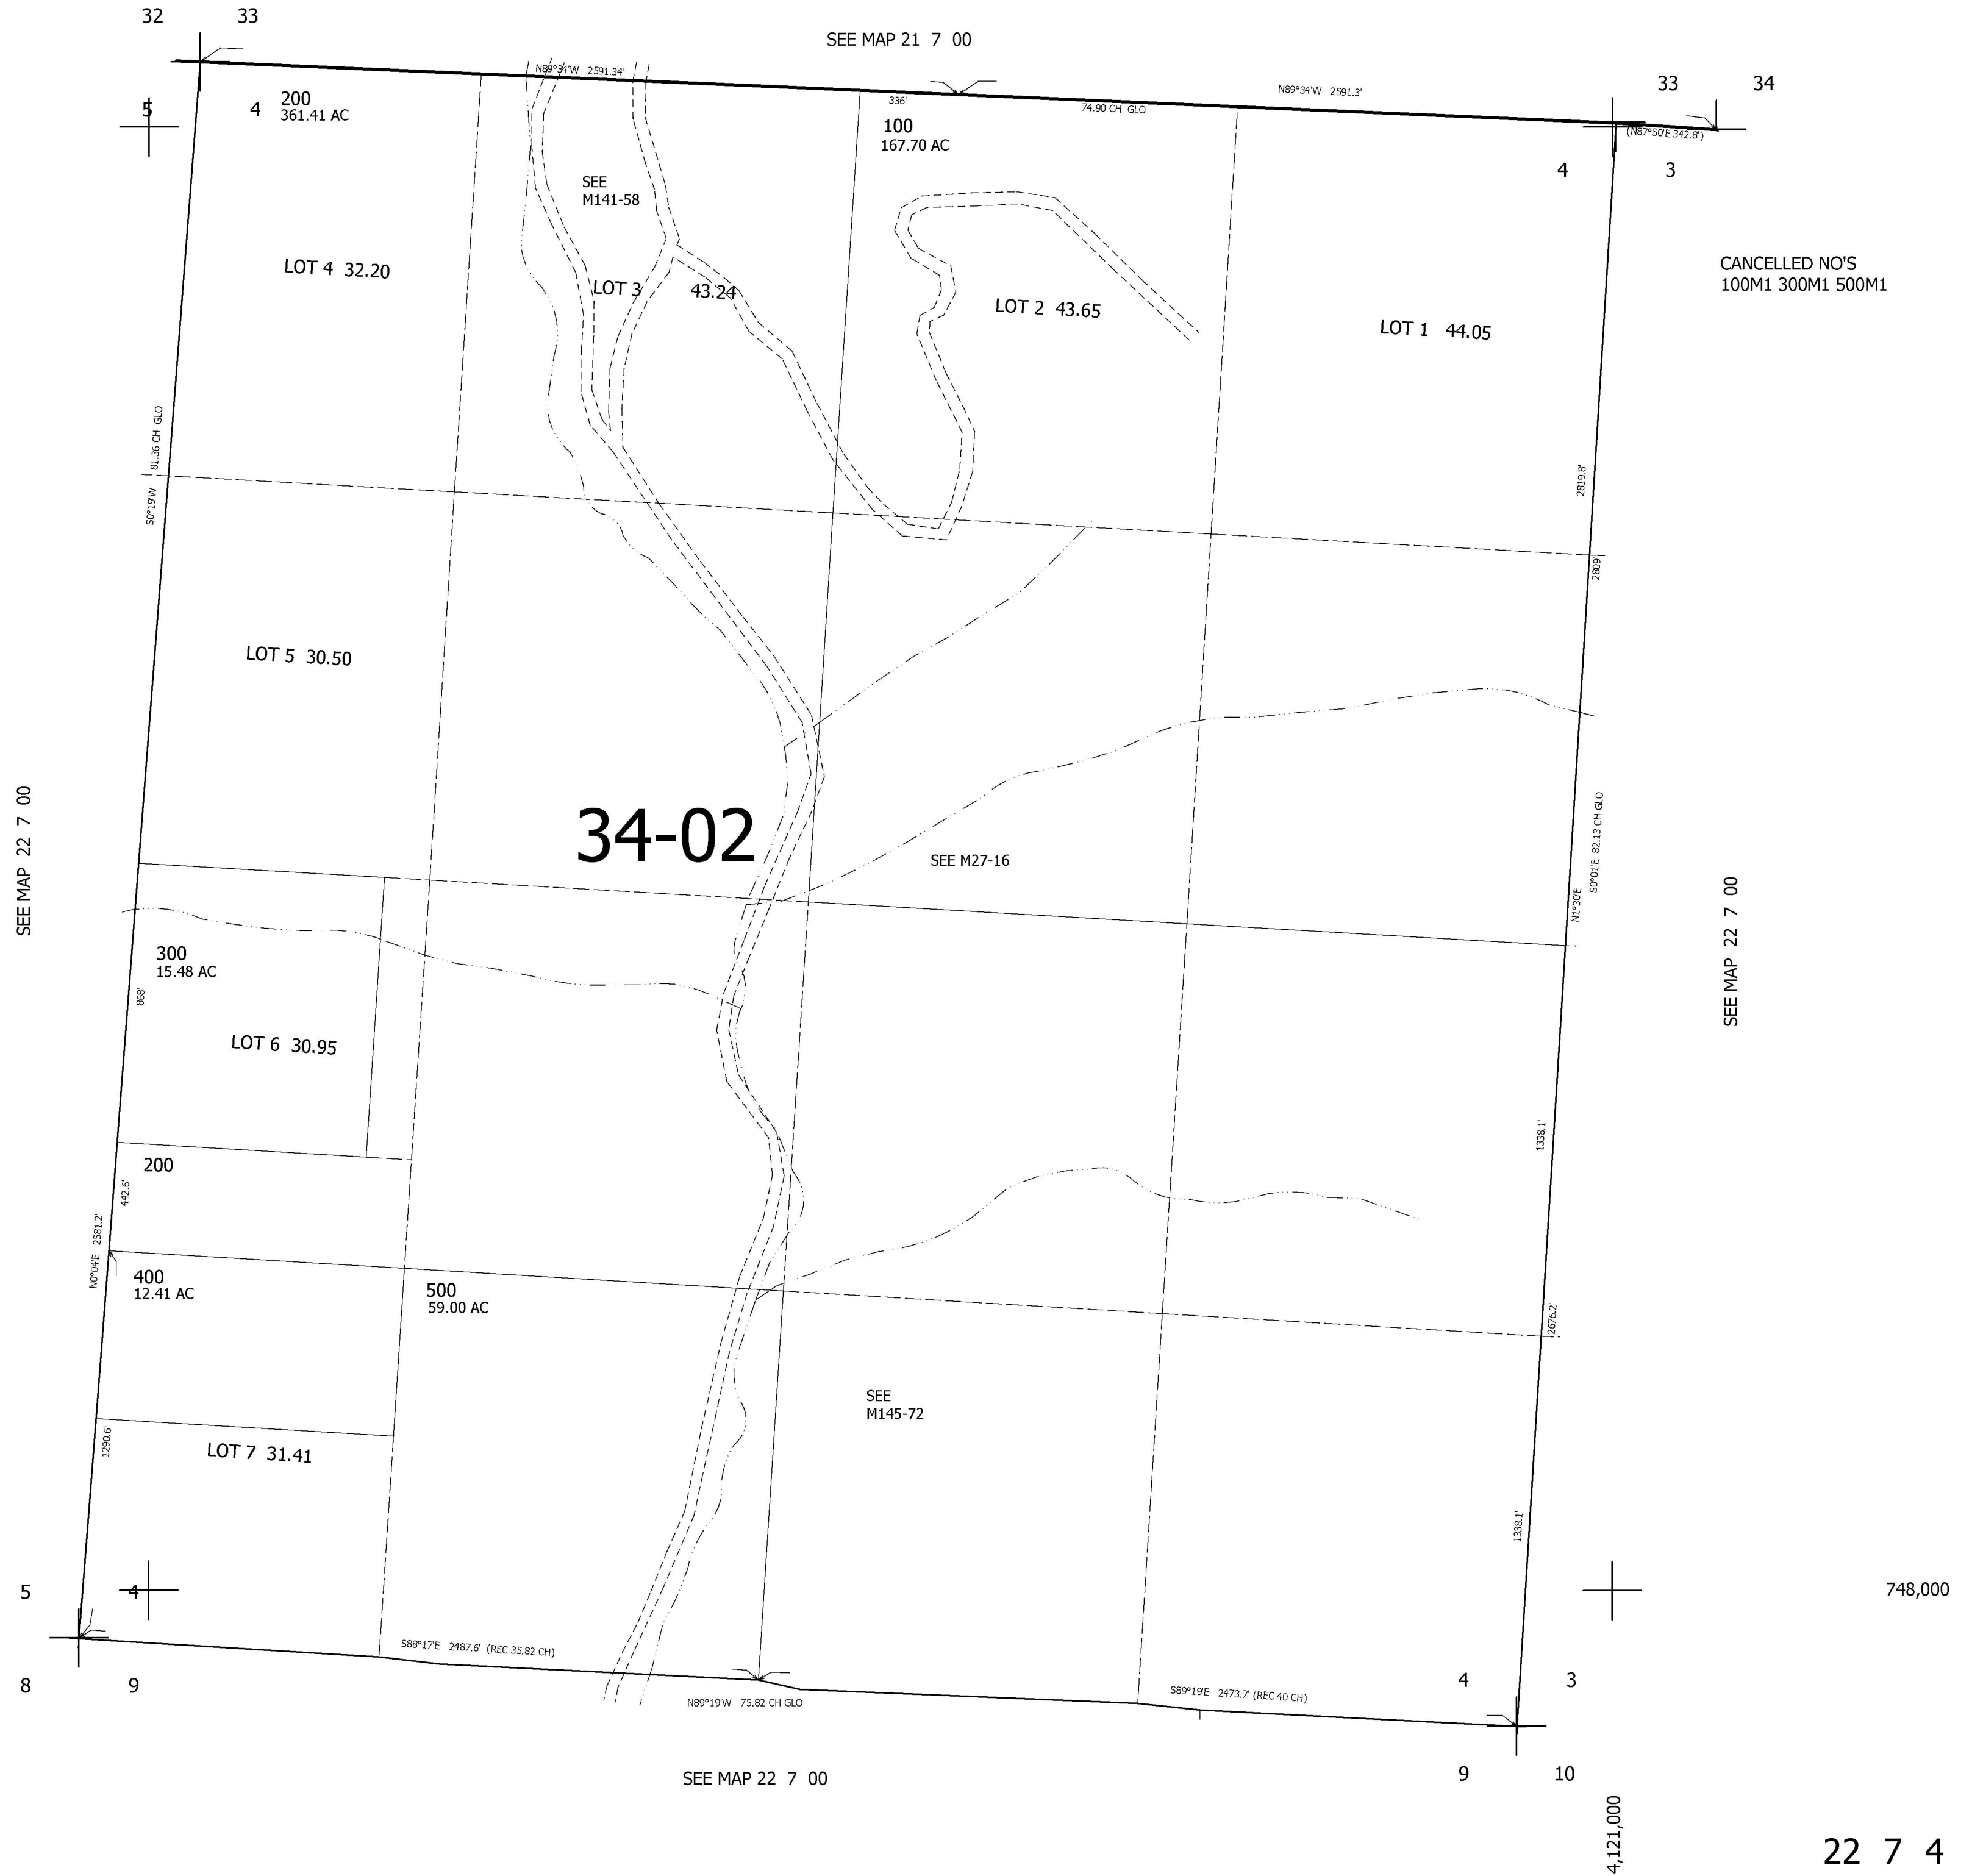 32 33
SEE MAP 21 7 00
N89°34'W 2591.34'
N89°34'W 2591.3'
33 34
336'
74.90 CH GLO
(N87°50'E 342.8')
5
4
200
361.41 AC
100
167.70 AC
4
3
SEE
M141-58
CANCELLED NO'S
100M1 300M1 500M1
LOT 4 32.20
LOT 3 43.24
LOT 2 43.65
LOT 1 44.05
81.36 CH GLO
S0°19'W
2819.8'
2809'
LOT 5 30.50
SEE MAP 22 7 00
34-02
SEE M27-16
S0°01'E 82.13 CH GLO
N1°30'E
SEE MAP 22 7 00
300
15.48 AC
868'
LOT 6 30.95
1338.1'
200
442.6'
N0°04'E 2581.2'
400
12.41 AC
500
59.00 AC
2676.2'
SEE
M145-72
1290.6'
LOT 7 31.41
1338.1'
5
4
748,000
S88°17'E 2487.6' (REC 35.82 CH)
8
9
N89°19'W 75.82 CH GLO
S89°19'E 2473.7' (REC 40 CH)
4
3
SEE MAP 22 7 00
9
10
4,121,000
22 7 4